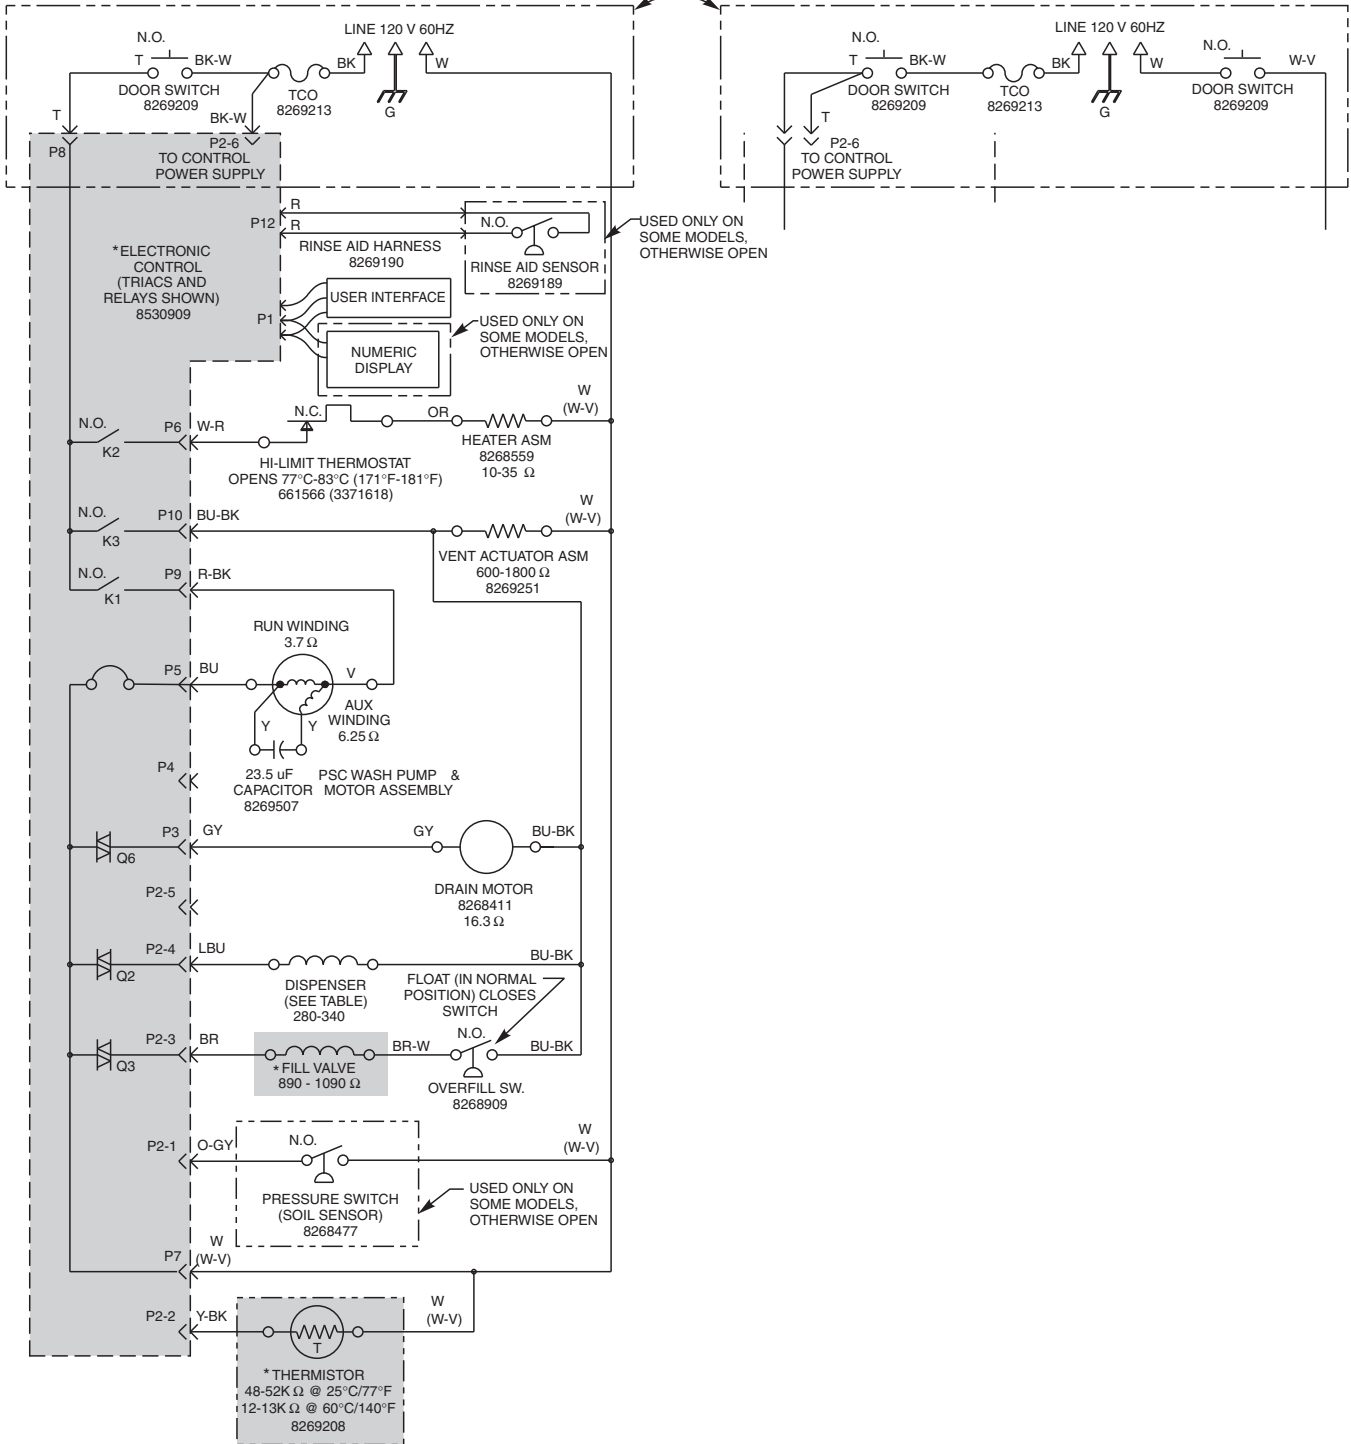 LINE 120 V 60HZ
N.O.
T
BK-W
BK
W
DOOR SWITCH
8269209
TCO
8269213
G
T
BK-W
P8
P2-6
TO CONTROL
POWER SUPPLY
LINE 120 V 60HZ
N.O.
T
BK-W
BK
W
N.O.
W-V
DOOR SWITCH
8269209
TCO
8269213
G
DOOR SWITCH
8269209
T
P2-6
TO CONTROL
POWER SUPPLY
*ELECTRONIC
CONTROL
(TRIACS AND
RELAYS SHOWN)
8530909
P12
R
R
RINSE AID HARNESS
8269190
N.O.
RINSE AID SENSOR
8269189
USED ONLY ON
SOME MODELS,
OTHERWISE OPEN
P1
USER INTERFACE
NUMERIC
DISPLAY
USED ONLY ON
SOME MODELS,
OTHERWISE OPEN
N.O.
K2
P6
W-R
N.C.
OR
W
(W-V)
HI-LIMIT THERMOSTAT
OPENS 77°C-83°C (171°F-181°F)
661566 (3371618)
HEATER ASM
8268559
10-35 Ω
N.O.
K3
P10
BU-BK
W
(W-V)
VENT ACTUATOR ASM
600-1800 Ω
8269251
N.O.
K1
P9
R-BK
RUN WINDING
3.7 Ω
P5
BU
V
AUX
WINDING
6.25 Ω
Y
Y
23.5 uF
CAPACITOR
8269507
PSC WASH PUMP &
MOTOR ASSEMBLY
P4
Q6
P3
GY
GY
BU-BK
DRAIN MOTOR
8268411
16.3 Ω
P2-5
Q2
P2-4
LBU
BU-BK
DISPENSER
(SEE TABLE)
280-340
FLOAT (IN NORMAL
POSITION) CLOSES
SWITCH
Q3
P2-3
BR
*FILL VALVE
890 - 1090 Ω
BR-W
N.O.
BU-BK
OVERFILL SW.
8268909
P2-1
O-GY
N.O.
W
(W-V)
PRESSURE SWITCH
(SOIL SENSOR)
8268477
USED ONLY ON
SOME MODELS,
OTHERWISE OPEN
P7
W
(W-V)
P2-2
Y-BK
W
(W-V)
T
*THERMISTOR
48-52K Ω @ 25°C/77°F
12-13K Ω @ 60°C/140°F
8269208